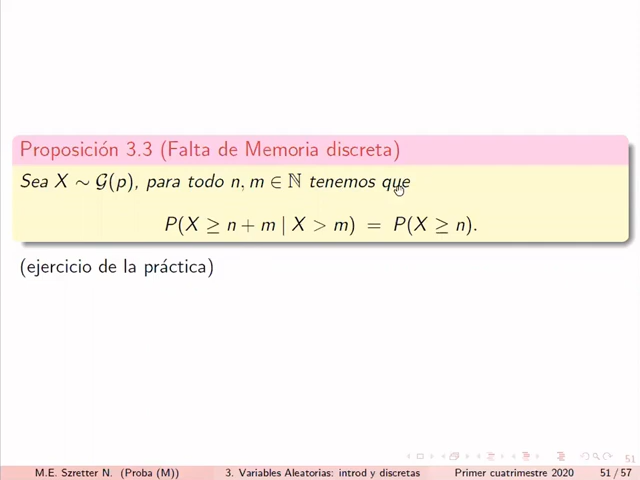 Proposición 3.3 (Falta de Memoria discreta)
Sea X ∼ 𝒢(p), para todo n, m ∈ ℕ tenemos que
P(X ≥ n + m | X > m) = P(X ≥ n).
(ejercicio de la práctica)
51
M.E. Szretter N. (Proba (M)) 3. Variables Aleatorias: introd y discretas Primer cuatrimestre 2020 51 / 57